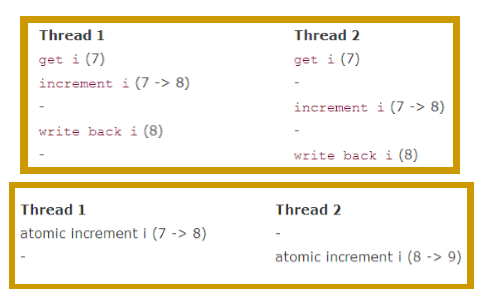 Thread 1 Thread 2
get i (7) get i (7)
increment i (7 -> 8) -
- increment i (7 -> 8)
write back i (8) -
- write back i (8)
Thread 1 Thread 2
atomic increment i (7 -> 8) -
- atomic increment i (8 -> 9)